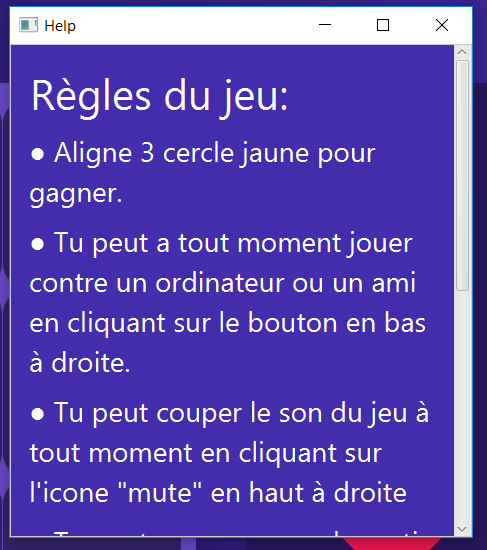 Help
Règles du jeu:
● Aligne 3 cercle jaune pour
gagner.
● Tu peut a tout moment jouer
contre un ordinateur ou un ami
en cliquant sur le bouton en bas
à droite.
● Tu peut couper le son du jeu à
tout moment en cliquant sur
l'icone "mute" en haut à droite